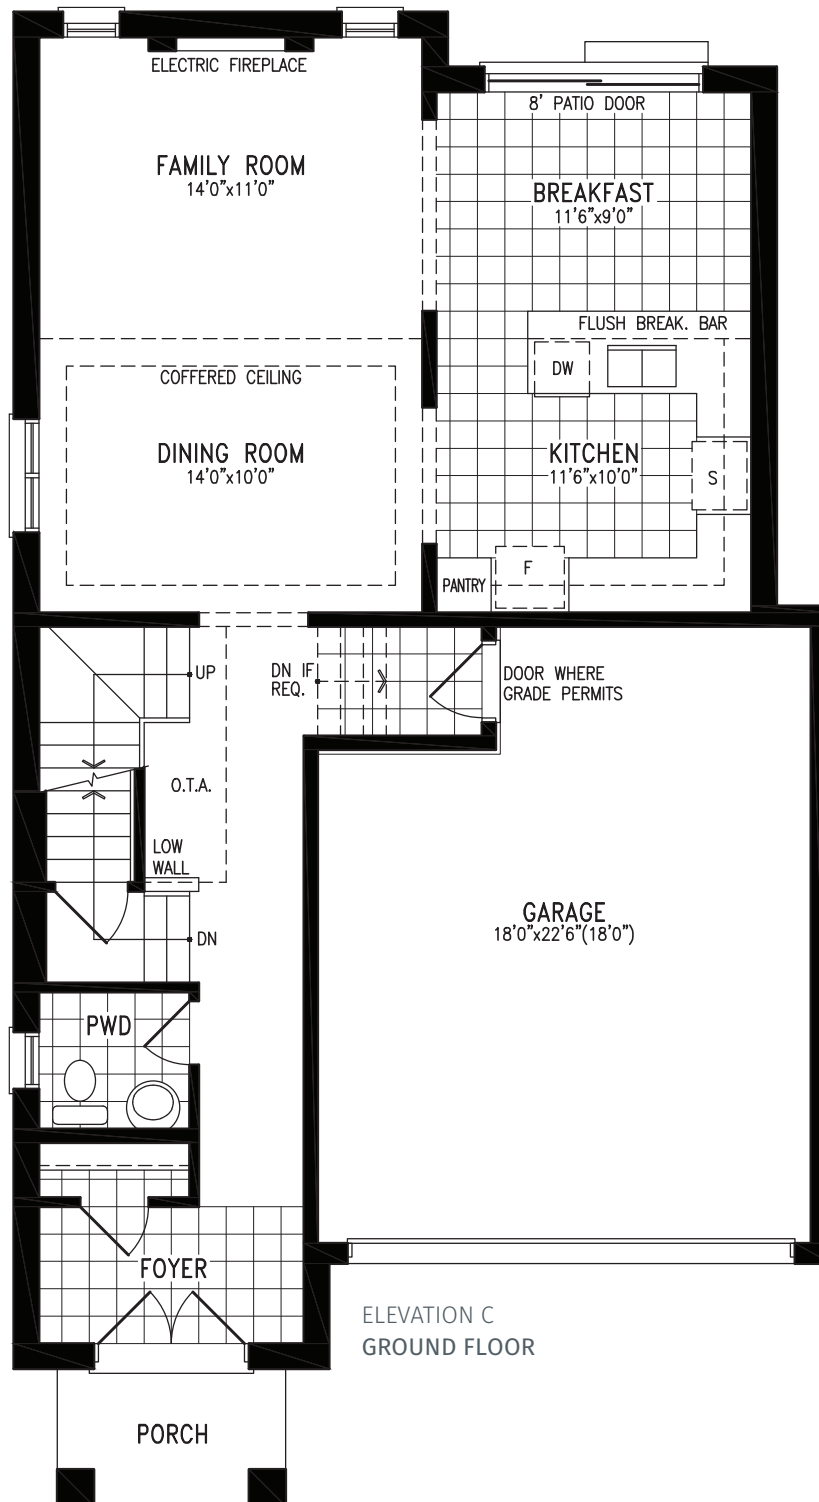 ELECTRIC FIREPLACE
8' PATIO DOOR
FAMILY ROOM
14'0"x11'0"
BREAKFAST
11'6"x9'0"
FLUSH BREAK. BAR
DW
COFFERED CEILING
DINING ROOM
14'0"x10'0"
KITCHEN
11'6"x10'0"
S
F
PANTRY
UP
DN IF
REQ.
DOOR WHERE
GRADE PERMITS
O.T.A.
LOW
WALL
DN
GARAGE
18'0"x22'6"(18'0")
PWD
FOYER
ELEVATION C
GROUND FLOOR
PORCH